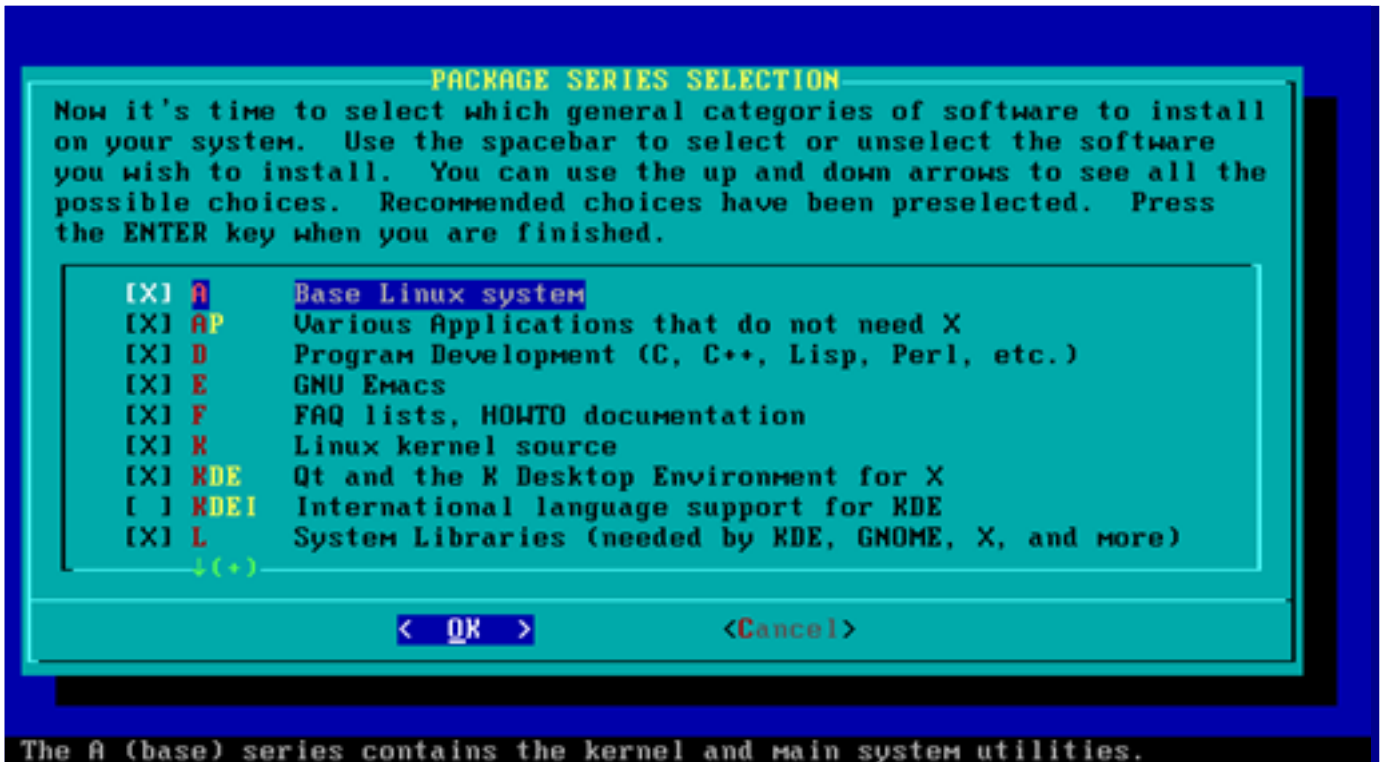 PACKAGE SERIES SELECTION
Now it's time to select which general categories of software to install
on your system.  Use the spacebar to select or unselect the software
you wish to install.  You can use the up and down arrows to see all the
possible choices.  Recommended choices have been preselected.  Press
the ENTER key when you are finished.
[X] A     Base Linux system
[X] AP    Various Applications that do not need X
[X] D     Program Development (C, C++, Lisp, Perl, etc.)
[X] E     GNU Emacs
[X] F     FAQ lists, HOWTO documentation
[X] K     Linux kernel source
[X] KDE   Qt and the K Desktop Environment for X
[ ] KDEI  International language support for KDE
[X] L     System Libraries (needed by KDE, GNOME, X, and more)
↓(+)
<  OK  >          <Cancel>
The A (base) series contains the kernel and main system utilities.